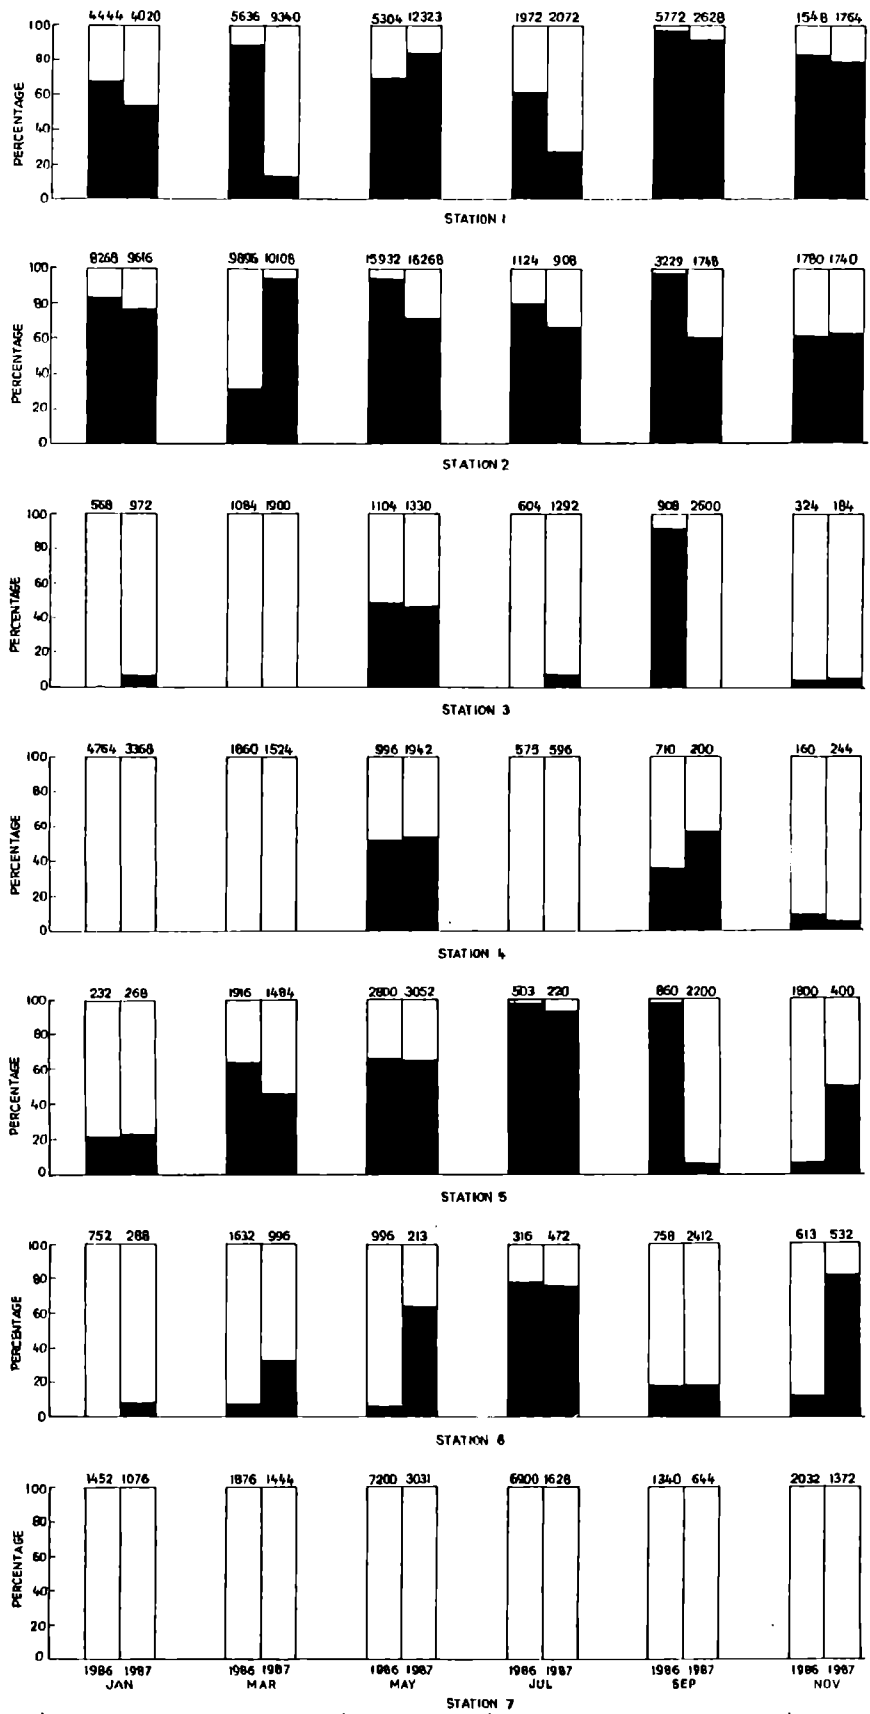 4444 4020 5636 9340 5304 12323 1972 2072 5772 2628 1548 1764
100
80
60
40
20
0
PERCENTAGE
STATION 1
8268 9616 9896 10108 15932 16268 1124 908 3229 1748 1780 1740
100
80
60
40
20
0
PERCENTAGE
STATION 2
568 972 1084 1900 1104 1330 604 1292 908 2600 324 184
100
80
60
40
20
0
PERCENTAGE
STATION 3
4764 3368 1860 1524 996 1942 575 596 710 200 160 244
100
80
60
40
20
0
PERCENTAGE
STATION 4
232 268 1916 1484 2800 3052 503 220 860 2200 1800 400
100
80
60
40
20
0
PERCENTAGE
STATION 5
752 288 1632 996 996 213 316 472 758 2412 613 532
100
80
60
40
20
0
PERCENTAGE
STATION 6
1452 1076 1876 1444 7200 3031 6900 1628 1340 644 2032 1372
100
80
60
40
20
0
PERCENTAGE
1986 1987 1986 1987 1986 1987 1986 1987 1986 1987 1986 1987
JAN MAR MAY JUL SEP NOV
STATION 7